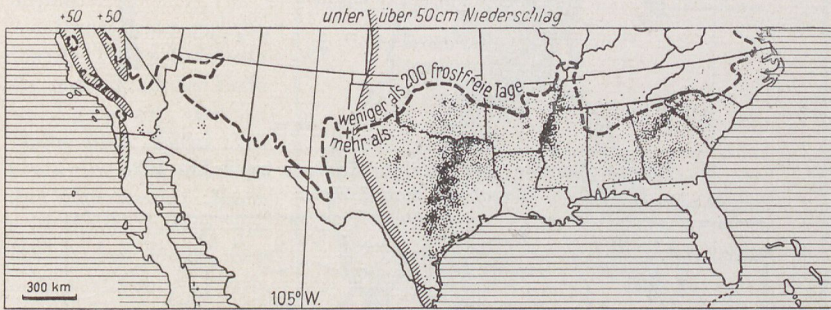 +50 +50 unter über 50cm Niederschlag
weniger als 200 frostfreie Tage
mehr als
300 km
105° W.